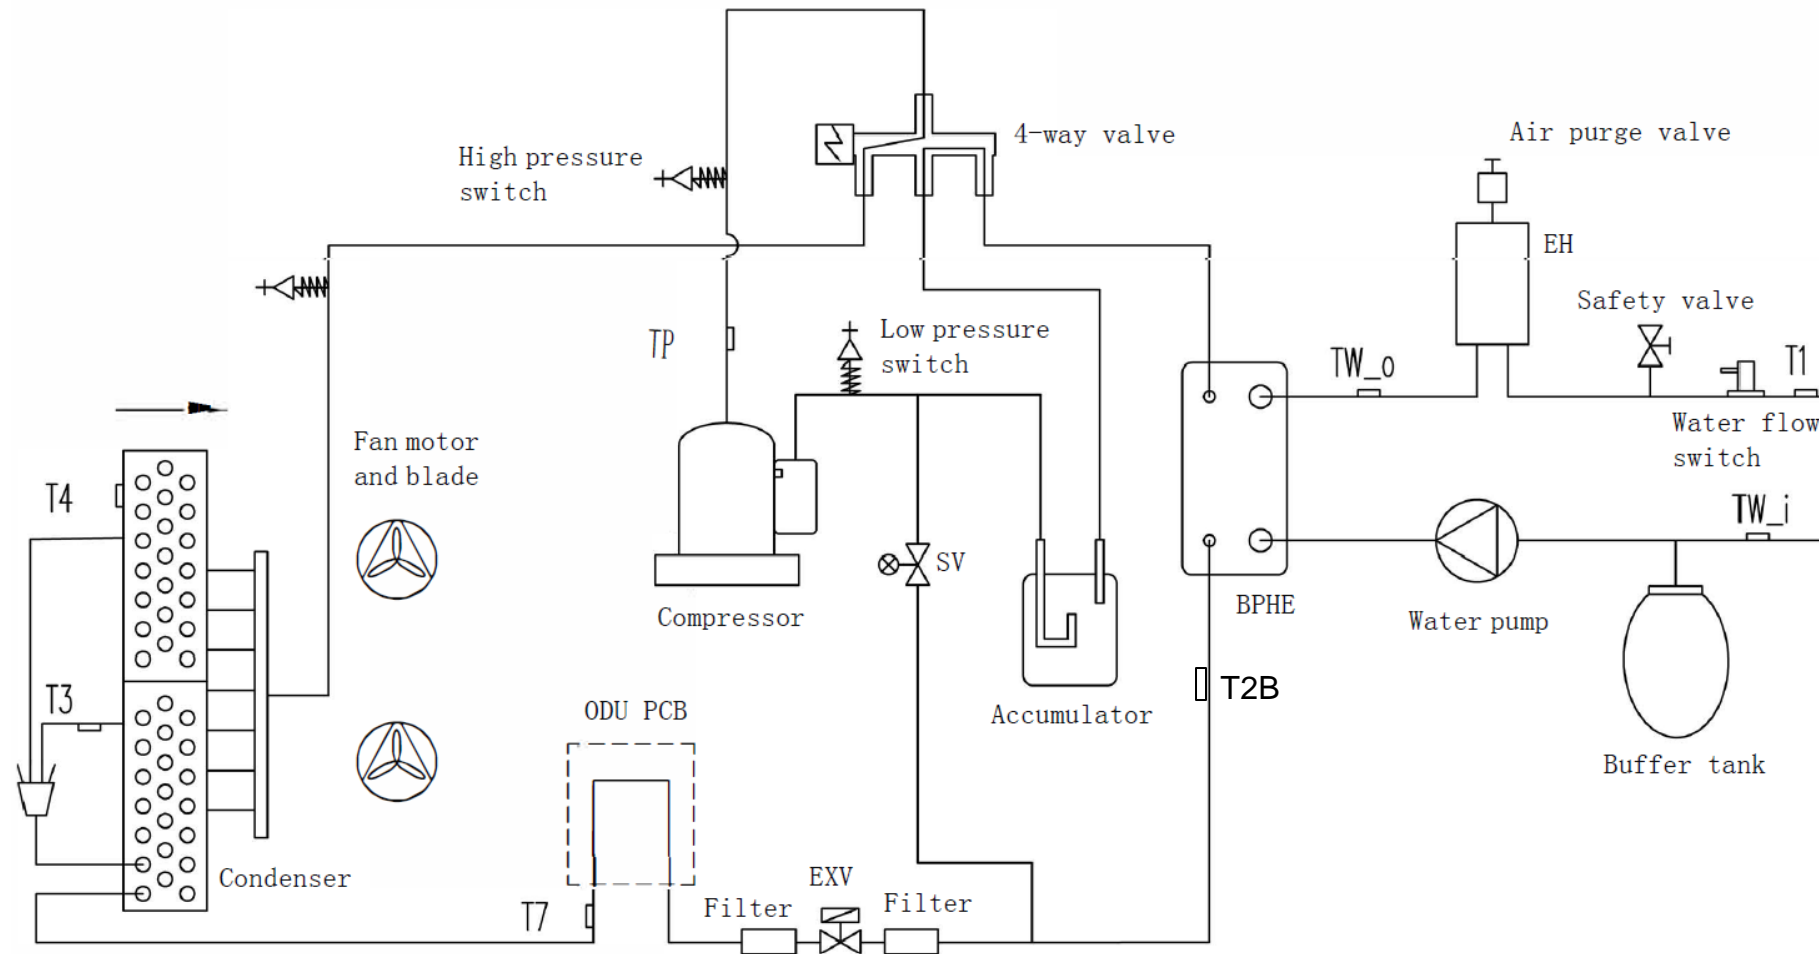 4-way valve
Air purge valve
High pressure
switch
EH
Safety valve
TP
Low pressure
switch
TW_o
T1
Water flow
switch
Fan motor
and blade
T4
TW_i
SV
Compressor
BPHE
Water pump
T2B
T3
ODU PCB
Accumulator
Buffer tank
Condenser
EXV
T7
Filter
Filter